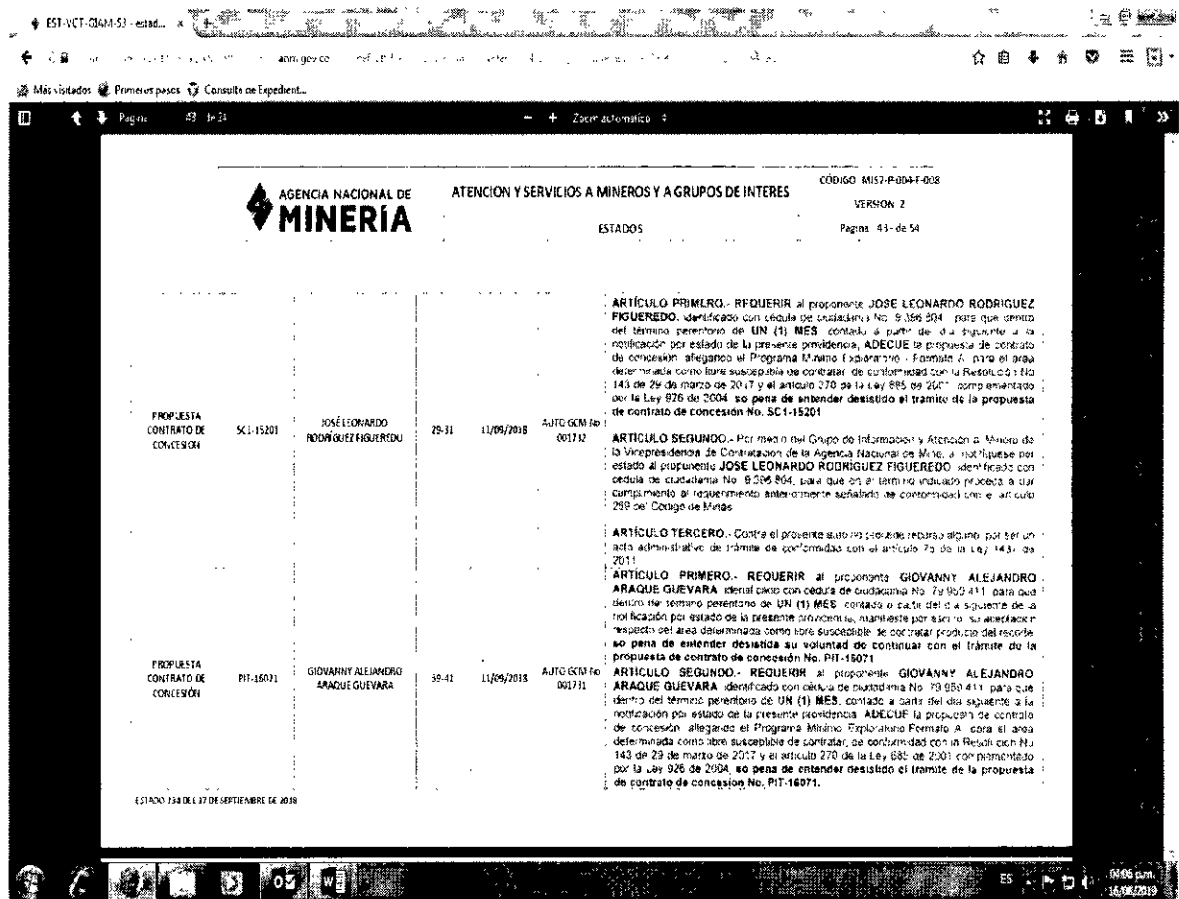 EST-VCT-GIAM-53 - estad...
Más visitados Primeros pasos Consulta de Expedient...
Pagina 43 de 54
Zoom automático
AGENCIA NACIONAL DE
MINERÍA
ATENCION Y SERVICIOS A MINEROS Y A GRUPOS DE INTERES
ESTADOS
CÓDIGO MIS7-P-004-F-008
VERSION 2
Pagina 43 - de 54
PROPUESTA
CONTRATO DE
CONCESION
SC1-15201
JOSÉ LEONARDO
RODRÍGUEZ FIGUEREDO
29-31
11/09/2018
AUTO GCM No
001732
ARTÍCULO PRIMERO.- REQUERIR al proponente JOSE LEONARDO RODRIGUEZ
FIGUEREDO, identificado con cédula de ciudadanía No. 9.396.804, para que dentro
del término perentorio de UN (1) MES, contado a partir del día siguiente a la
notificación por estado de la presente providencia, ADECUE la propuesta de contrato
de concesión allegando el Programa Mínimo Exploratorio - Formato A, para el área
determinada como libre susceptible de contratar, de conformidad con la Resolución No
143 de 29 de marzo de 2017 y el artículo 270 de la Ley 685 de 2001 complementado
por la Ley 926 de 2004, so pena de entender desistido el trámite de la propuesta
de contrato de concesión No. SC1-15201
ARTÍCULO SEGUNDO.- Por medio del Grupo de Información y Atención al Minero de
la Vicepresidencia de Contratación de la Agencia Nacional de Minería, notifíquese por
estado al proponente JOSE LEONARDO RODRÍGUEZ FIGUEREDO identificado con
cédula de ciudadanía No. 9.396.804, para que en el término indicado proceda a dar
cumplimiento al requerimiento anteriormente señalado de conformidad con el artículo
269 del Código de Minas
ARTÍCULO TERCERO.- Contra el presente auto no procede recurso alguno por ser un
acto administrativo de trámite de conformidad con el artículo 75 de la Ley 1437 de
2011
PROPUESTA
CONTRATO DE
CONCESIÓN
PIT-16071
GIOVANNY ALEJANDRO
ARAQUE GUEVARA
39-41
11/09/2018
AUTO GCM No
001731
ARTÍCULO PRIMERO.- REQUERIR al proponente GIOVANNY ALEJANDRO
ARAQUE GUEVARA identificado con cédula de ciudadanía No. 79.950.411, para que
dentro del término perentorio de UN (1) MES, contado a partir del día siguiente de la
notificación por estado de la presente providencia, manifieste por escrito su aceptación
respecto del área determinada como libre susceptible de contratar producto del recorte,
so pena de entender desistida su voluntad de continuar con el trámite de la
propuesta de contrato de concesión No. PIT-16071
ARTÍCULO SEGUNDO.- REQUERIR al proponente GIOVANNY ALEJANDRO
ARAQUE GUEVARA identificado con cédula de ciudadanía No. 79.950.411, para que
dentro del término perentorio de UN (1) MES, contado a partir del día siguiente a la
notificación por estado de la presente providencia ADECUE la propuesta de contrato
de concesión allegando el Programa Mínimo Exploratorio Formato A, para el área
determinada como libre susceptible de contratar, de conformidad con la Resolución No
143 de 29 de marzo de 2017 y el artículo 270 de la Ley 685 de 2001 complementado
por la Ley 926 de 2004, so pena de entender desistido el trámite de la propuesta
de contrato de concesion No. PIT-16071.
ESTADO 134 DEL 17 DE SEPTIEMBRE DE 2018
ES
04:06 p.m.
16/08/2019